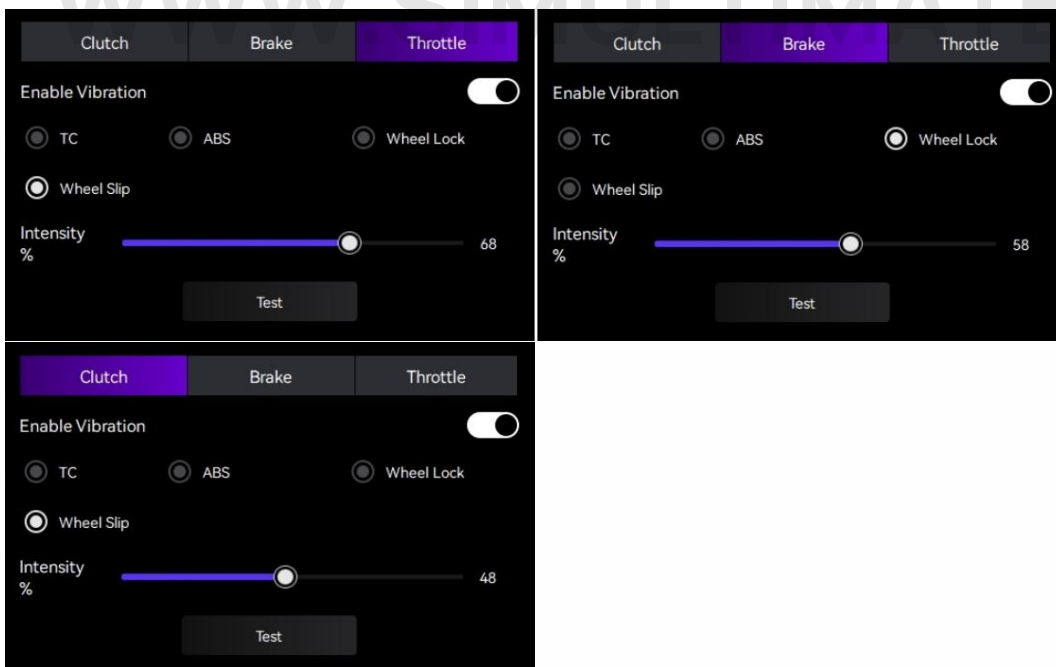 WWW.SIMULTIMATE
Clutch Brake Throttle
Enable Vibration
TC ABS Wheel Lock
Wheel Slip
Intensity
%
68
Test
Clutch Brake Throttle
Enable Vibration
TC ABS Wheel Lock
Wheel Slip
Intensity
%
58
Test
Clutch Brake Throttle
Enable Vibration
TC ABS Wheel Lock
Wheel Slip
Intensity
%
48
Test